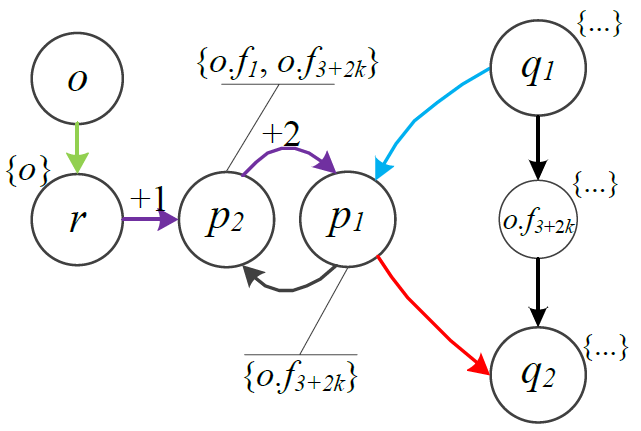 {...}
o
{o.f₁, o.f₃₊₂ₖ}
q₁
+2
{o}
+1
{...}
r
p₂
p₁
o.f₃₊₂ₖ
{o.f₃₊₂ₖ}
{...}
q₂